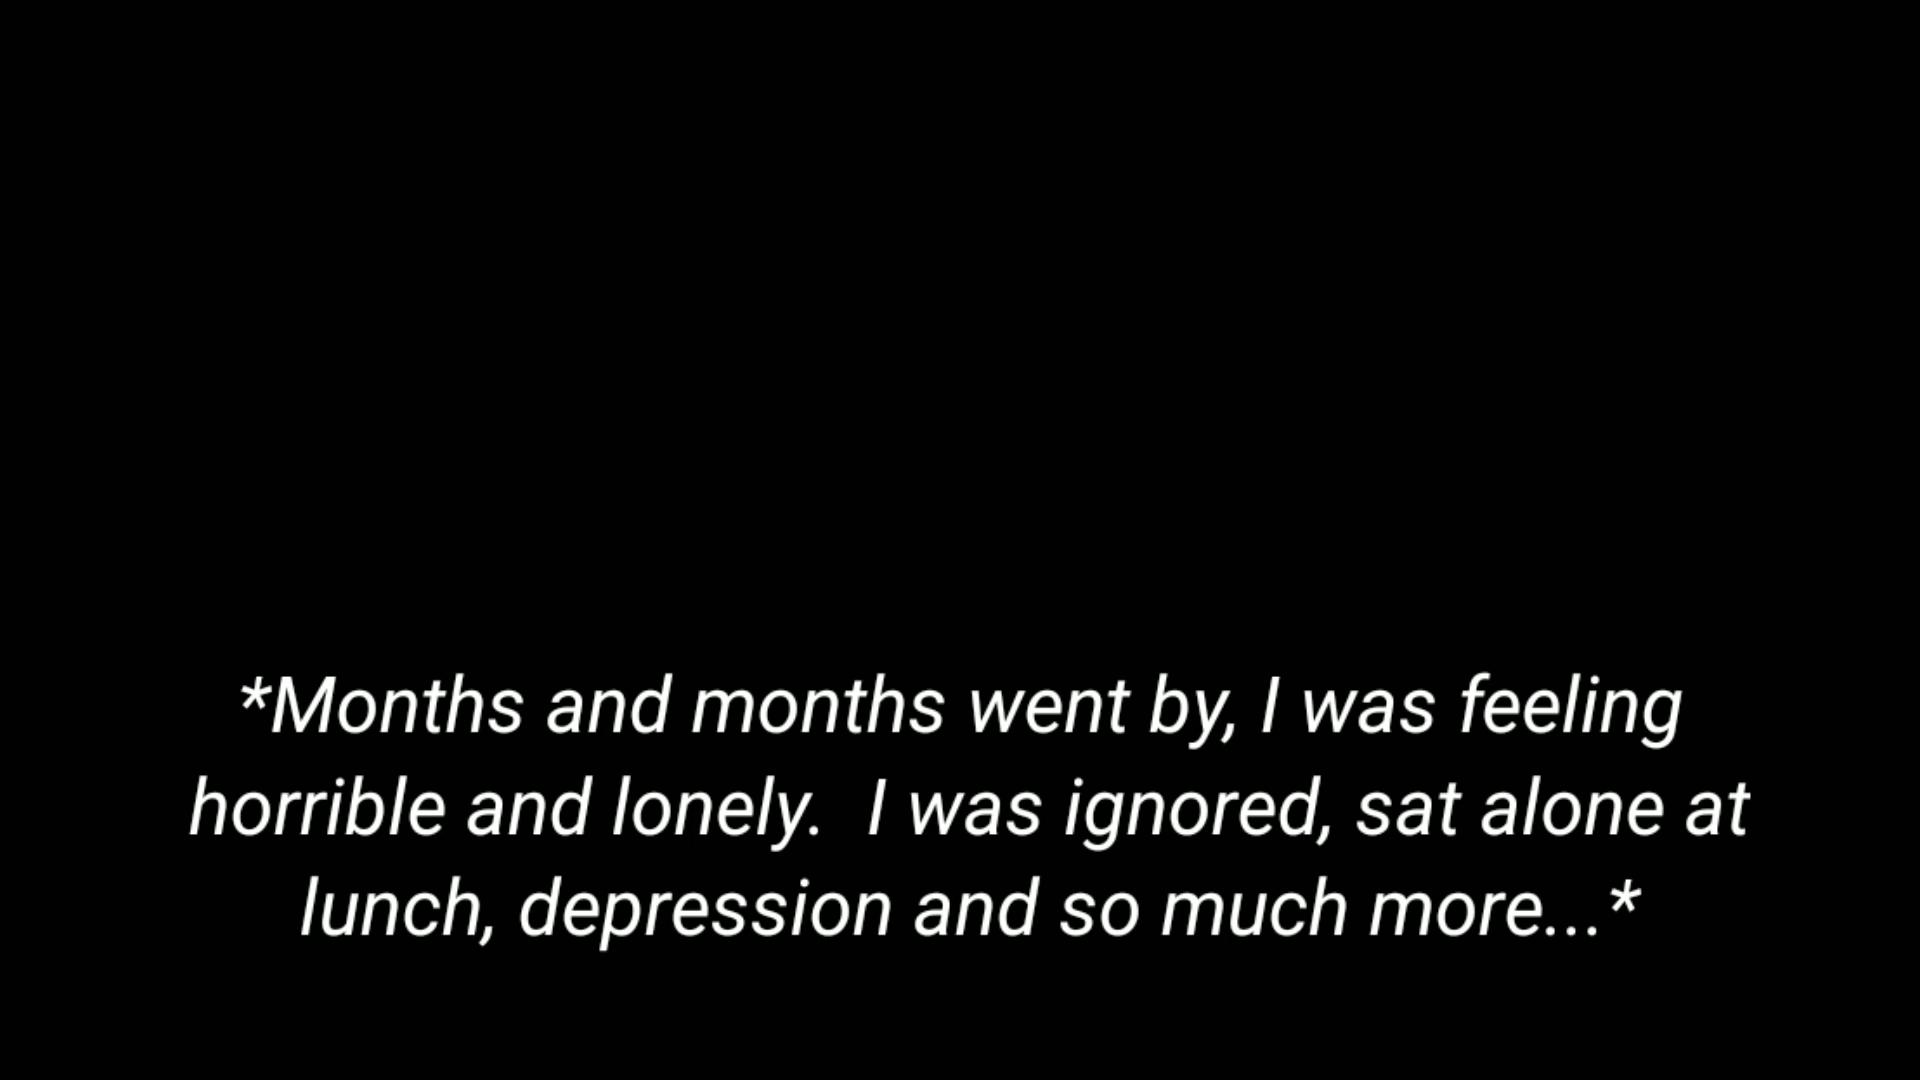 *Months and months went by, I was feeling
horrible and lonely.  I was ignored, sat alone at
lunch, depression and so much more...*